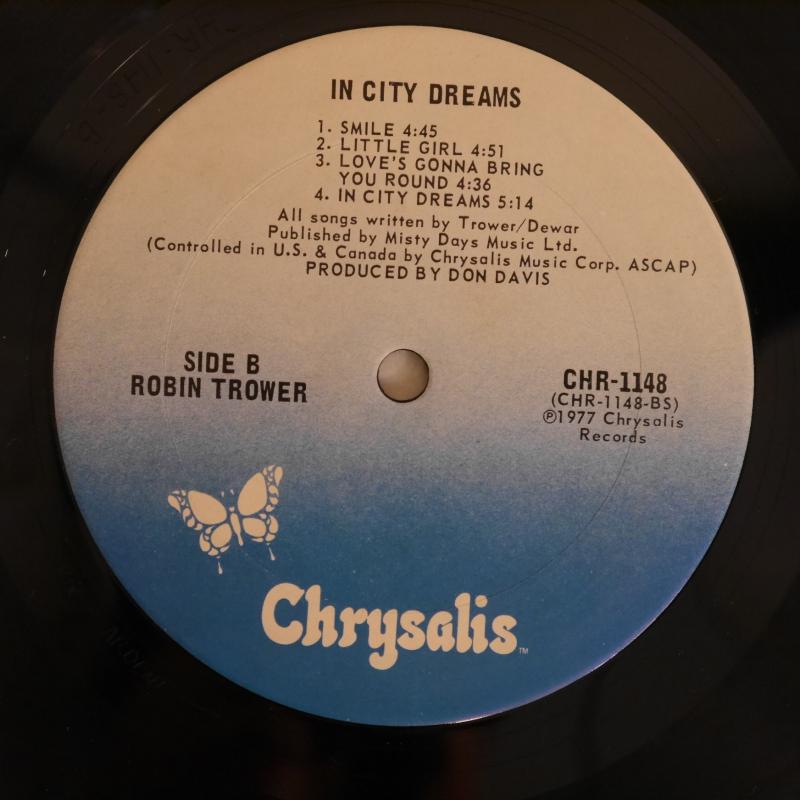 IN CITY DREAMS
1. SMILE 4:45
2. LITTLE GIRL 4:51
3. LOVE'S GONNA BRING
YOU ROUND 4:36
4. IN CITY DREAMS 5:14
All songs written by Trower/Dewar
Published by Misty Days Music Ltd.
(Controlled in U.S. & Canada by Chrysalis Music Corp. ASCAP)
PRODUCED BY DON DAVIS
SIDE B
ROBIN TROWER
CHR-1148
(CHR-1148-BS)
Ⓟ1977 Chrysalis
Records
Chrysalis™